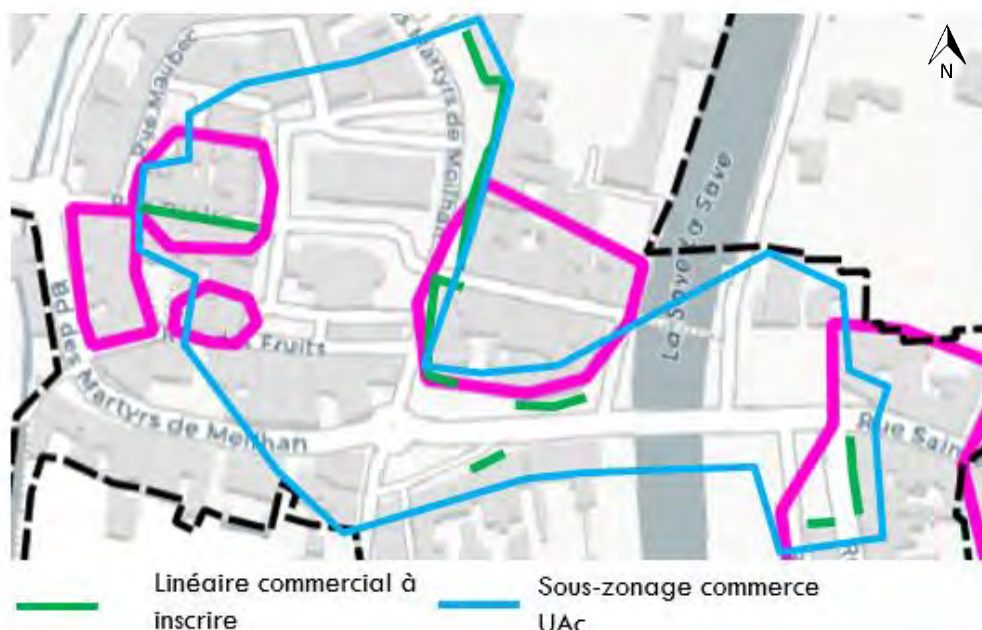 N
Rue Maubec
s Martyrs de Meilhan
La Save
La Save
Fruits
Bd des Martyrs de Meilhan
Rue Sain
R
Linéaire commercial à
inscrire
Sous-zonage commerce
UAc